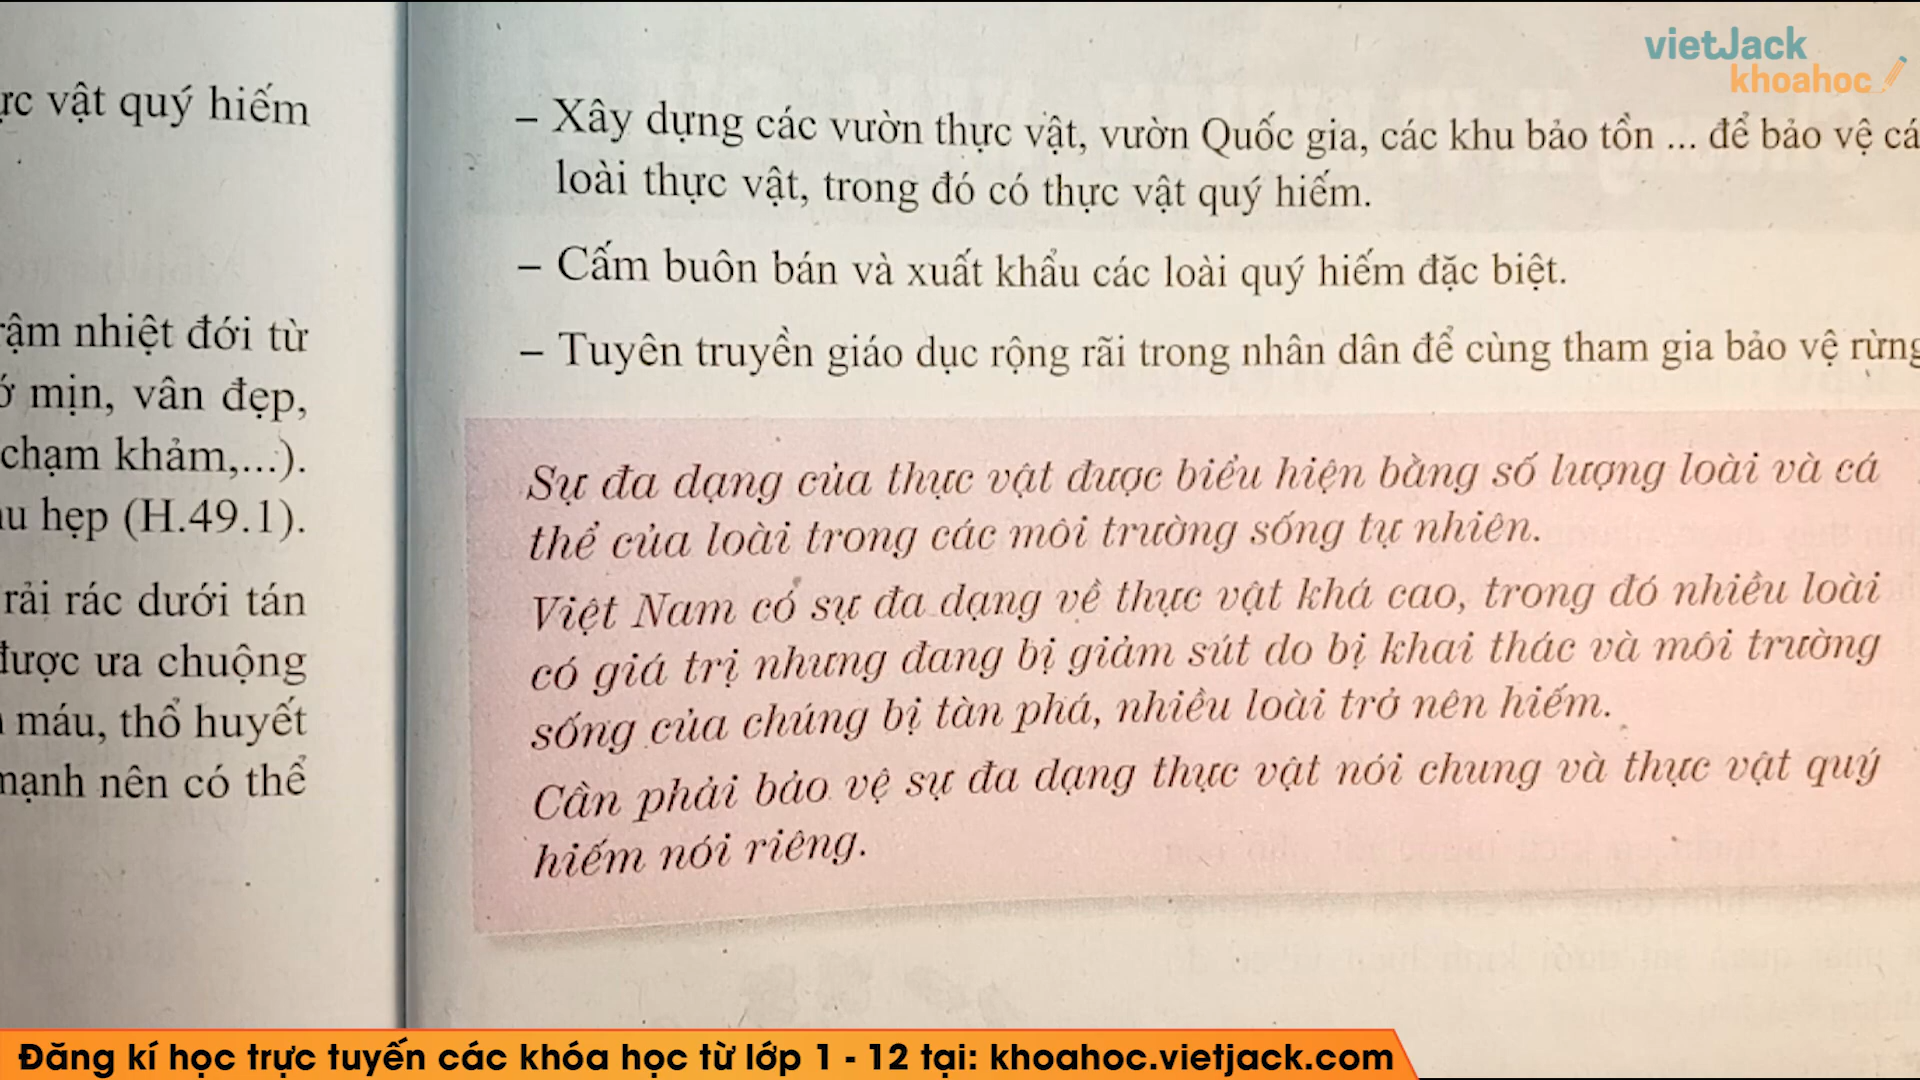 vietJack
khoahoc
vật quý hiếm
nhiệt đới từ
mịn, vân đẹp,
chạm khảm,...).
hẹp (H.49.1).
rải rác dưới tán
được ưa chuộng
máu, thổ huyết
mạnh nên có thể
– Xây dựng các vườn thực vật, vườn Quốc gia, các khu bảo tồn ... để bảo vệ
loài thực vật, trong đó có thực vật quý hiếm.
– Cấm buôn bán và xuất khẩu các loài quý hiếm đặc biệt.
– Tuyên truyền giáo dục rộng rãi trong nhân dân để cùng tham gia bảo vệ rừng
Sự đa dạng của thực vật được biểu hiện bằng số lượng loài và cá
thể của loài trong các môi trường sống tự nhiên.
Việt Nam có sự đa dạng về thực vật khá cao, trong đó nhiều loài
có giá trị nhưng đang bị giảm sút do bị khai thác và môi trường
sống của chúng bị tàn phá, nhiều loài trở nên hiếm.
Cần phải bảo vệ sự đa dạng thực vật nói chung và thực vật quý
hiếm nói riêng.
Đăng kí học trực tuyến các khóa học từ lớp 1 - 12 tại: khoahoc.vietjack.com